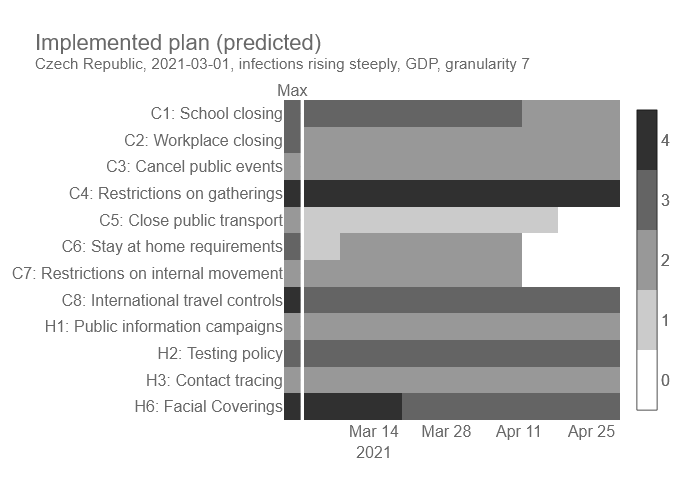 Implemented plan (predicted)
Czech Republic, 2021-03-01, infections rising steeply, GDP, granularity 7
Max
C1: School closing
C2: Workplace closing
C3: Cancel public events
C4: Restrictions on gatherings
C5: Close public transport
C6: Stay at home requirements
C7: Restrictions on internal movement
C8: International travel controls
H1: Public information campaigns
H2: Testing policy
H3: Contact tracing
H6: Facial Coverings
Mar 14 Mar 28 Apr 11 Apr 25
2021
4
3
2
1
0